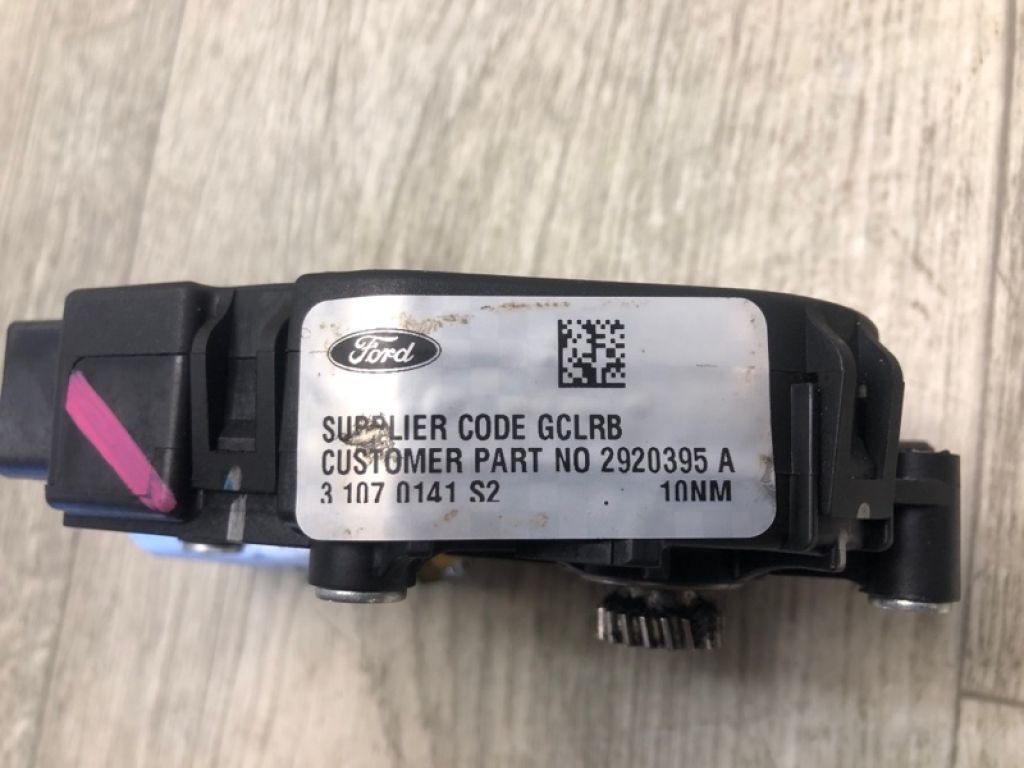 Ford
SUPPLIER CODE GCLRB
CUSTOMER PART NO 2920395 A
3 107 0141 S2 10NM